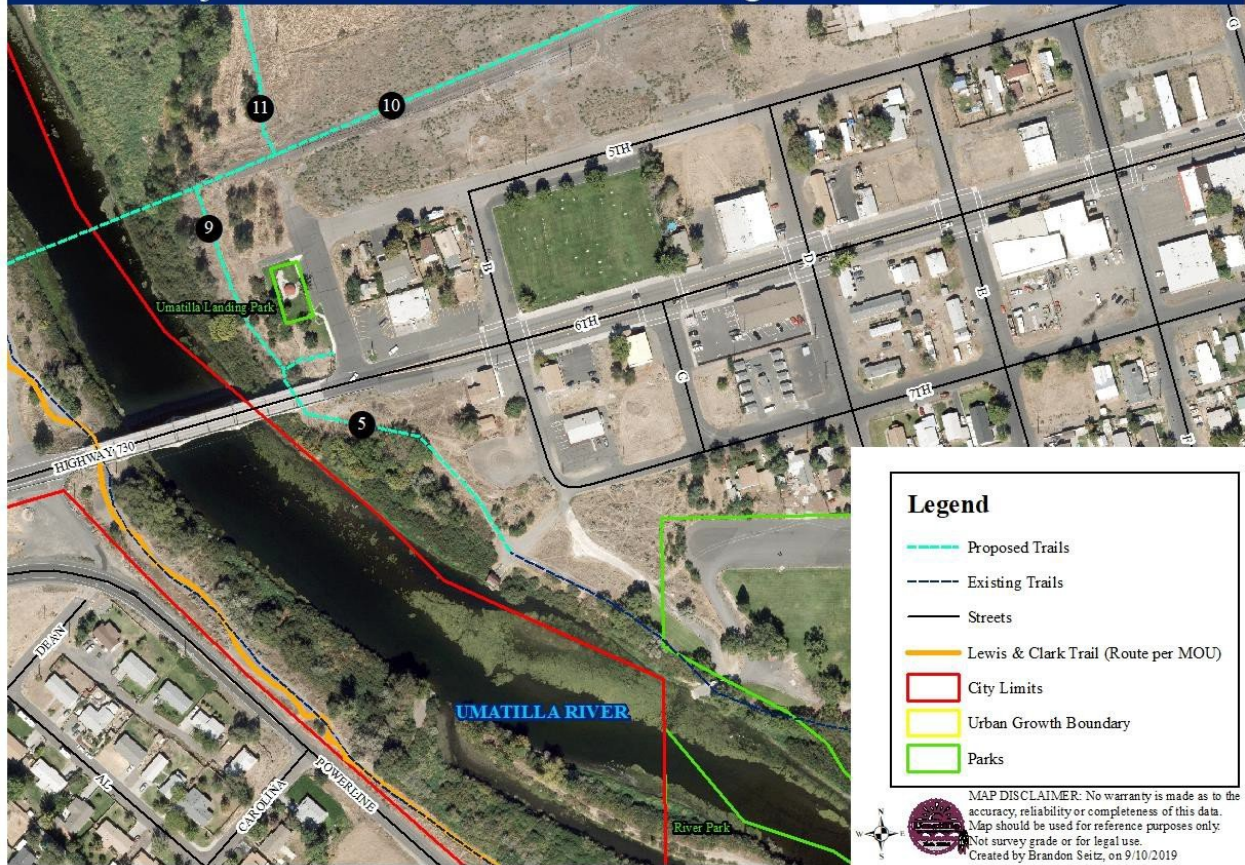 11
10
9
5TH
G
Umatilla Landing Park
B
6TH
D
E
C
7TH
F
5
HIGHWAY 730
DEAN
AL
CAROLINA
POWERLINE
UMATILLA RIVER
River Park
Legend
Proposed Trails
Existing Trails
Streets
Lewis & Clark Trail (Route per MOU)
City Limits
Urban Growth Boundary
Parks
N
W
E
S
MAP DISCLAIMER: No warranty is made as to the
accuracy, reliability or completeness of this data.
Map should be used for reference purposes only.
Not survey grade or for legal use.
Created by Brandon Seitz, on 9/10/2019